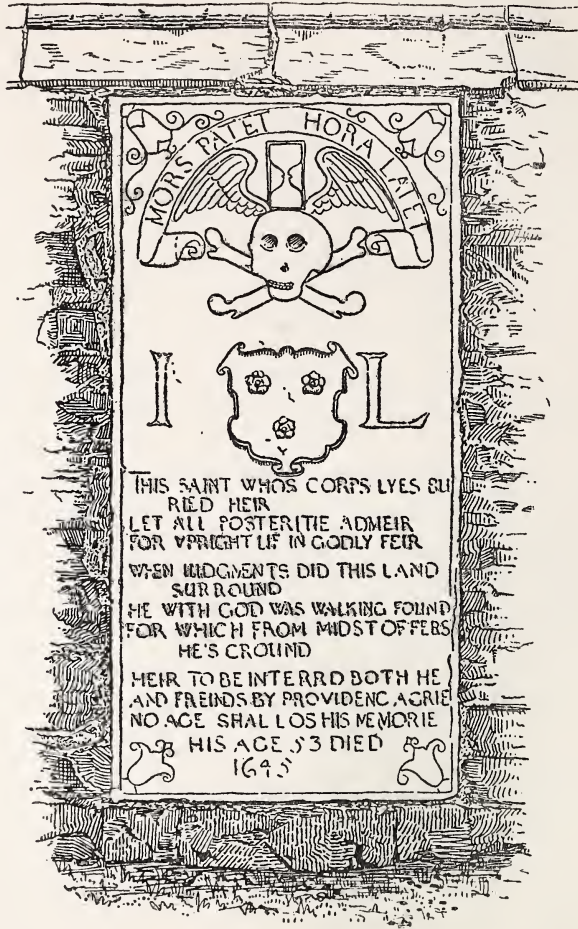 MORS PATET HORA LATET
I L
THIS SAINT WHOS CORPS LYES BU
RIED HEIR
LET ALL POSTERITIE ADMEIR
FOR VPRIGHT LIF IN GODLY FEIR
WHEN IUDGMENTS DID THIS LAND
SURROUND
HE WITH GOD WAS WALKING FOUND
FOR WHICH FROM MIDST OF FERS
HE'S CROUND
HEIR TO BE INTERRD BOTH HE
AND FREINDS BY PROVIDENC AGRIE
NO AGE SHAL LOS HIS MEMORIE
HIS AGE 53 DIED
1645